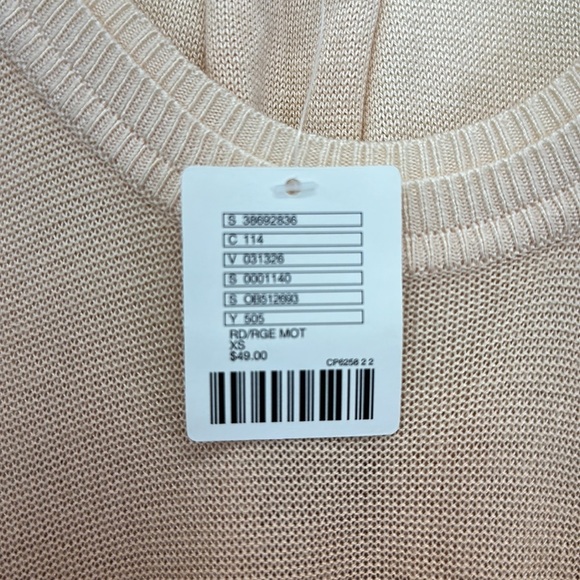 S 38692836
C 114
V 031326
S 0001140
S OB512693
Y 505
RD/RGE MOT
XS
$49.00
CP6258 2 2